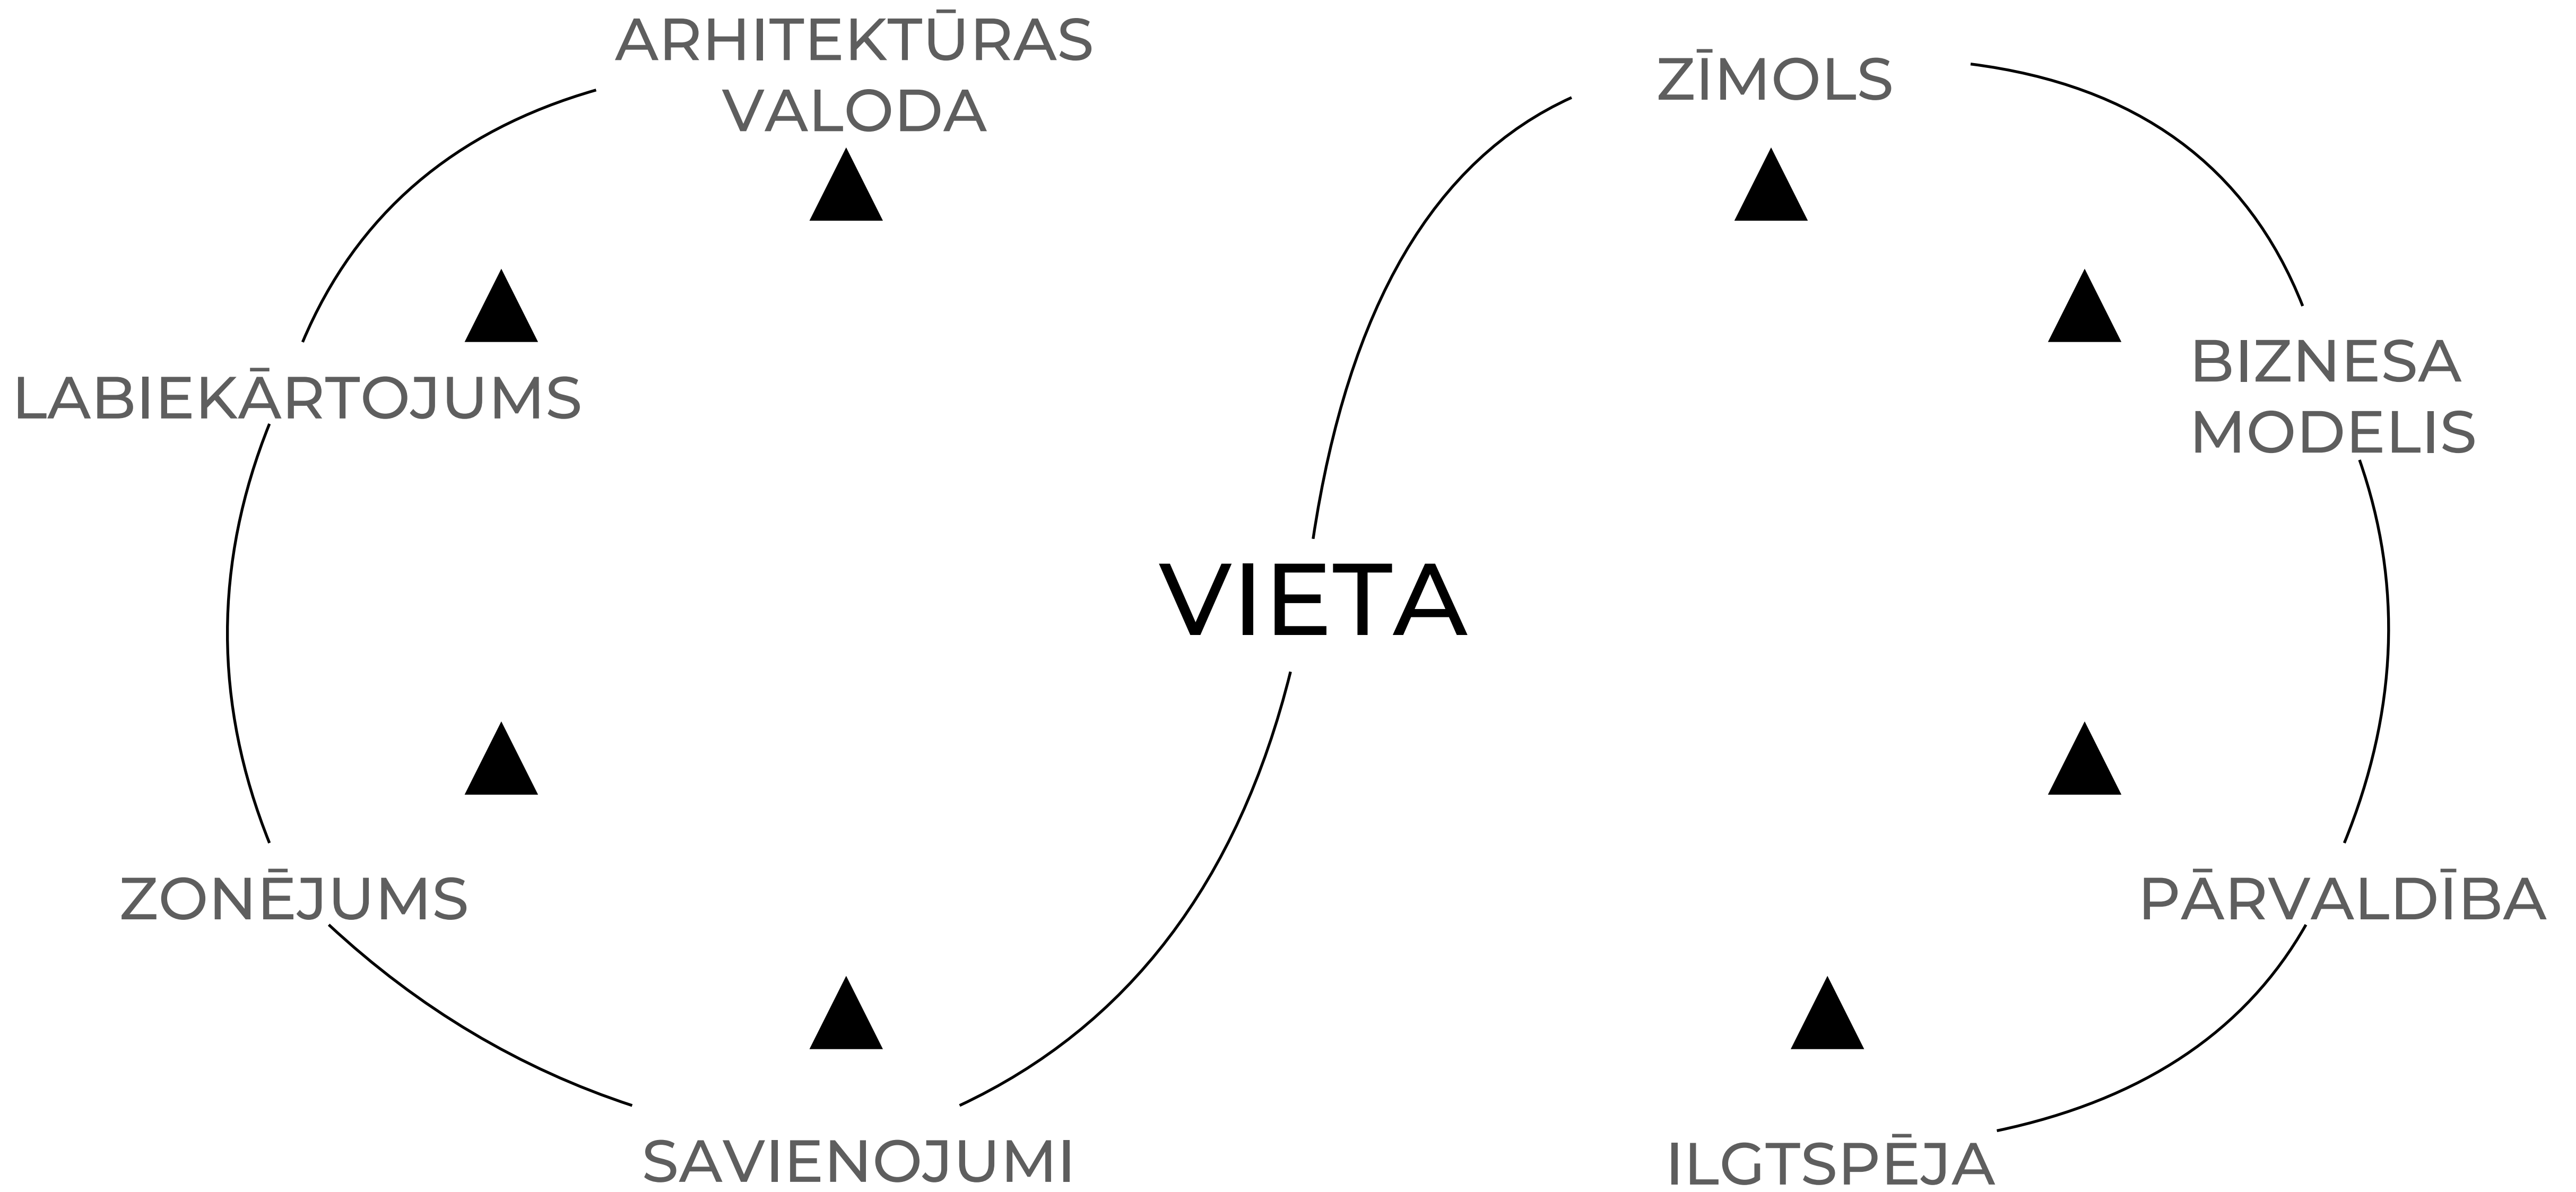 ARHITEKTŪRAS
VALODA
ZĪMOLS
LABIEKĀRTOJUMS
BIZNESA
MODELIS
VIETA
ZONĒJUMS
PĀRVALDĪBA
SAVIENOJUMI
ILGTSPĒJA